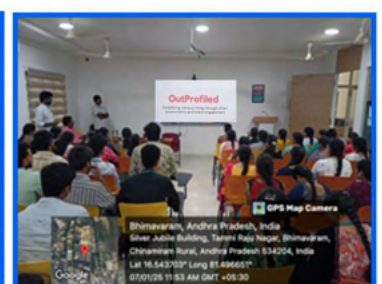 OutProfiled
GPS Map Camera
Bhimavaram, Andhra Pradesh, India
Silver Jubilee Building, Tammi Raju Nagar, Bhimavaram,
Chinamiram Rural, Andhra Pradesh 534204, India
Lat 16.543703° Long 81.496651°
07/01/25 11:53 AM GMT +05:30
Google